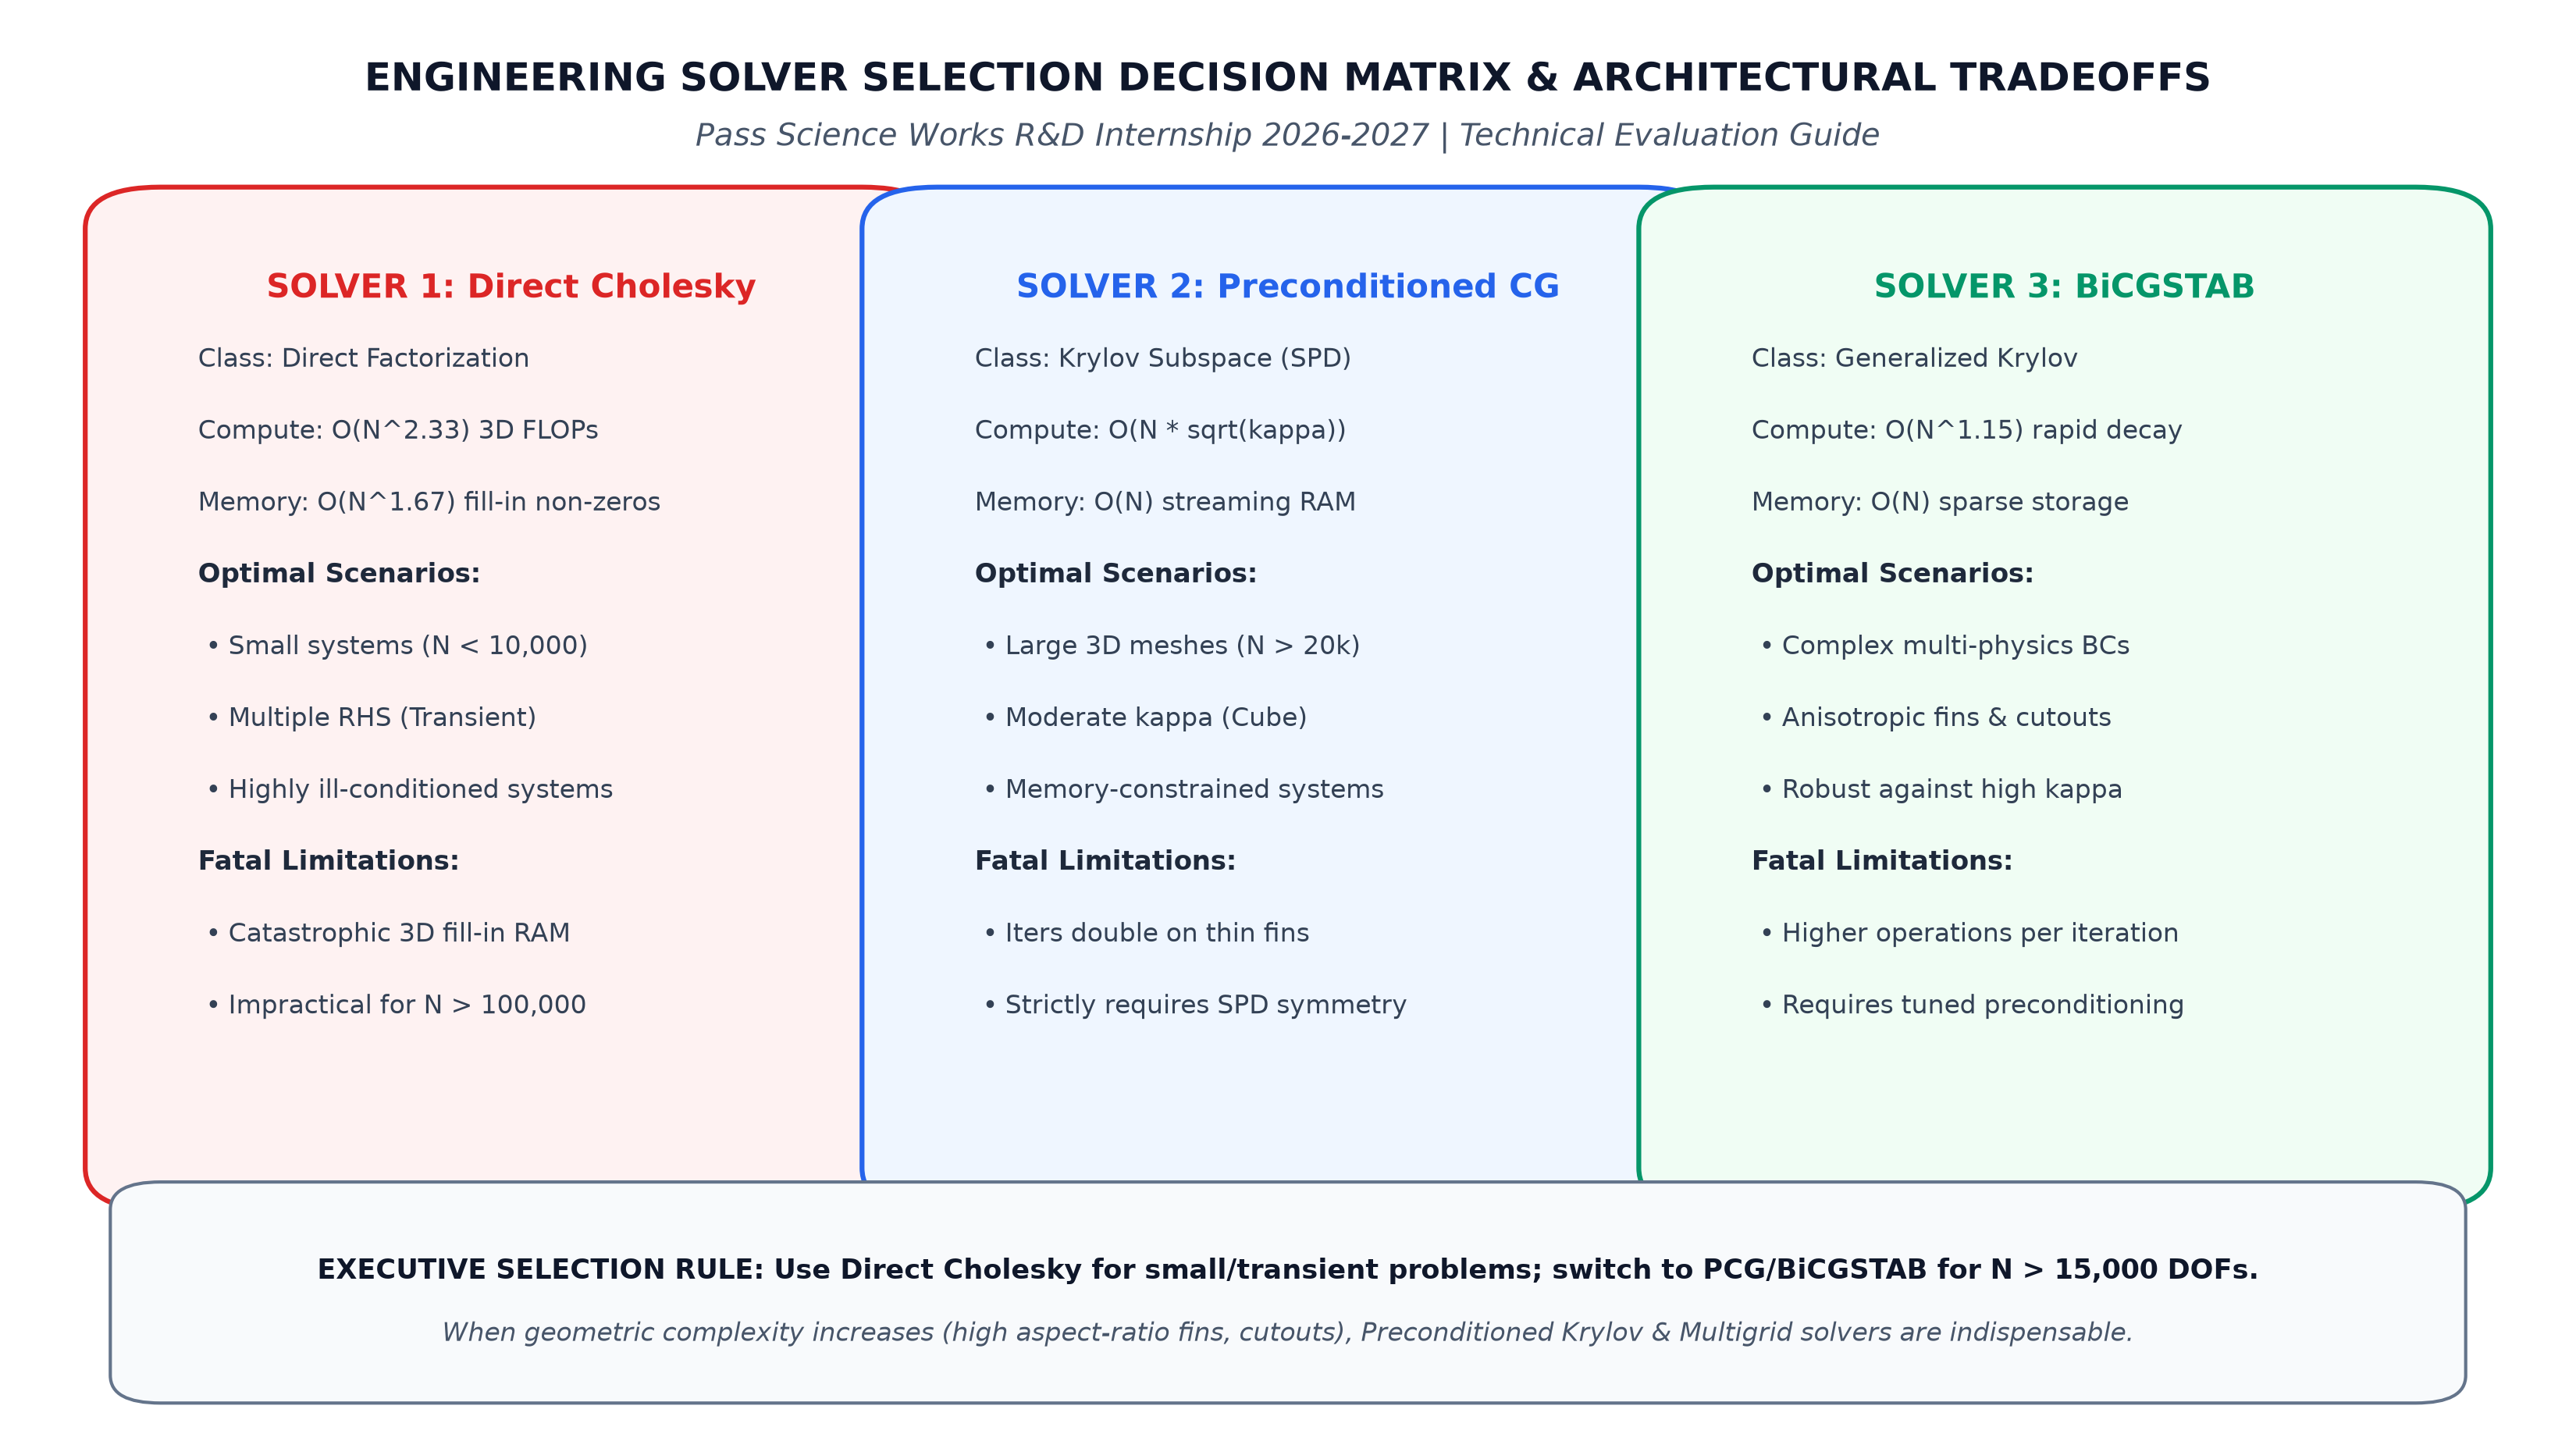 ENGINEERING SOLVER SELECTION DECISION MATRIX & ARCHITECTURAL TRADEOFFS
Pass Science Works R&D Internship 2026-2027 | Technical Evaluation Guide
SOLVER 1: Direct Cholesky
Class: Direct Factorization
Compute: O(N^2.33) 3D FLOPs
Memory: O(N^1.67) fill-in non-zeros
Optimal Scenarios:
• Small systems (N < 10,000)
• Multiple RHS (Transient)
• Highly ill-conditioned systems
Fatal Limitations:
• Catastrophic 3D fill-in RAM
• Impractical for N > 100,000
SOLVER 2: Preconditioned CG
Class: Krylov Subspace (SPD)
Compute: O(N * sqrt(kappa))
Memory: O(N) streaming RAM
Optimal Scenarios:
• Large 3D meshes (N > 20k)
• Moderate kappa (Cube)
• Memory-constrained systems
Fatal Limitations:
• Iters double on thin fins
• Strictly requires SPD symmetry
SOLVER 3: BiCGSTAB
Class: Generalized Krylov
Compute: O(N^1.15) rapid decay
Memory: O(N) sparse storage
Optimal Scenarios:
• Complex multi-physics BCs
• Anisotropic fins & cutouts
• Robust against high kappa
Fatal Limitations:
• Higher operations per iteration
• Requires tuned preconditioning
EXECUTIVE SELECTION RULE: Use Direct Cholesky for small/transient problems; switch to PCG/BiCGSTAB for N > 15,000 DOFs.
When geometric complexity increases (high aspect-ratio fins, cutouts), Preconditioned Krylov & Multigrid solvers are indispensable.